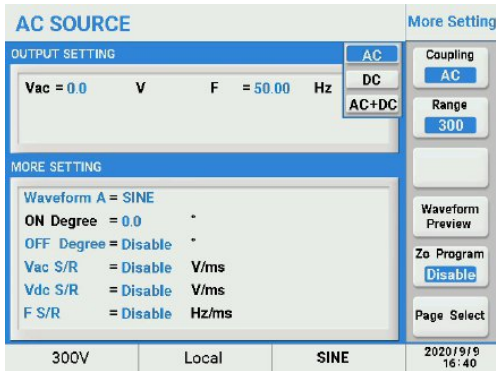 AC SOURCE
More Setting
OUTPUT SETTING
AC
DC
AC+DC
Vac = 0.0 V F = 50.00 Hz
MORE SETTING
Waveform A = SINE
ON Degree = 0.0 °
OFF Degree = Disable °
Vac S/R = Disable V/ms
Vdc S/R = Disable V/ms
F S/R = Disable Hz/ms
Coupling
AC
Range
300
Waveform
Preview
Zo Program
Disable
Page Select
300V Local SINE
2020/9/9
16:40